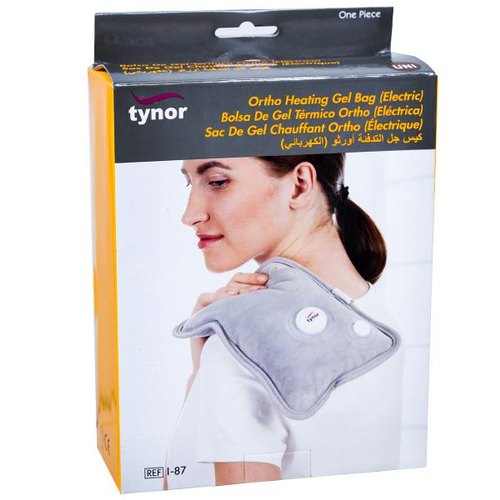 One Piece
UNI
tynor
Ortho Heating Gel Bag (Electric)
Bolsa De Gel Térmico Ortho (Eléctrica)
Sac De Gel Chauffant Ortho (Électrique)
كيس جل التدفئة أورثو (الكهربائي)
tynor
REF I-87